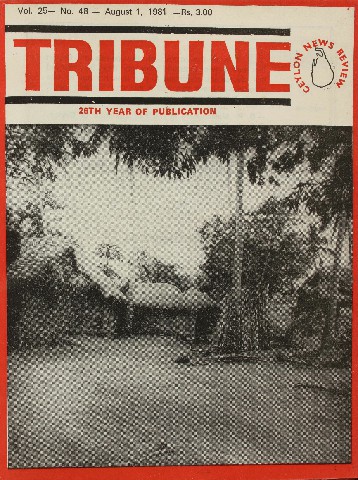 Vol. 25— No. 48 — August 1, 1981 —Rs. 3.00
TRIBUNE
CEYLON NEWS REVIEW
26TH YEAR OF PUBLICATION